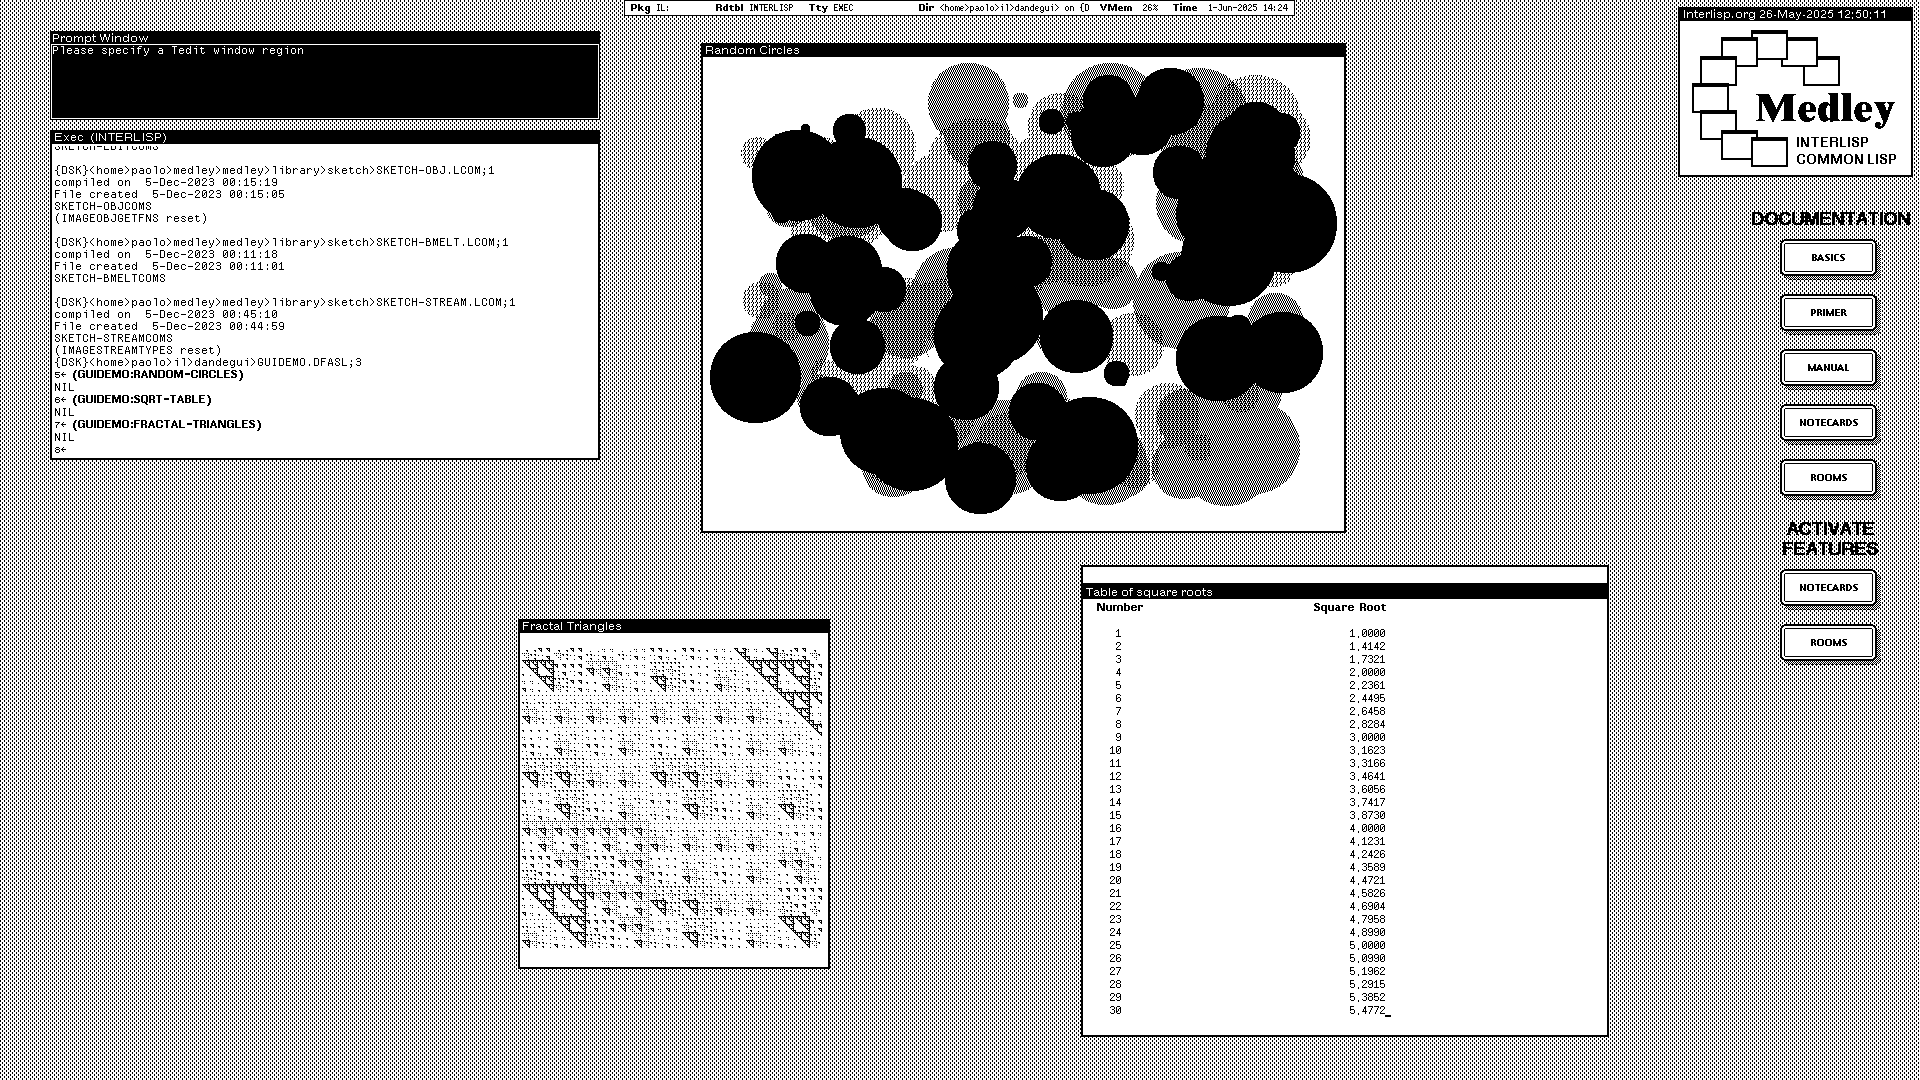 Pkg IL: Rdtbl INTERLISP Tty EXEC Dir <home>paolo>il>dandegui> on {D VMem 26% Time 1-Jun-2025 14:24
Prompt Window
Please specify a Tedit window region
Exec (INTERLISP)
SKETCH-EDITCOMS
{DSK}<home>paolo>medley>medley>library>sketch>SKETCH-OBJ.LCOM;1
compiled on  5-Dec-2023 00:15:19
File created  5-Dec-2023 00:15:05
SKETCH-OBJCOMS
(IMAGEOBJGETFNS reset)
{DSK}<home>paolo>medley>medley>library>sketch>SKETCH-BMELT.LCOM;1
compiled on  5-Dec-2023 00:11:18
File created  5-Dec-2023 00:11:01
SKETCH-BMELTCOMS
{DSK}<home>paolo>medley>medley>library>sketch>SKETCH-STREAM.LCOM;1
compiled on  5-Dec-2023 00:45:10
File created  5-Dec-2023 00:44:59
SKETCH-STREAMCOMS
(IMAGESTREAMTYPES reset)
{DSK}<home>paolo>il>dandegui>GUIDEMO.DFASL;3
5← (GUIDEMO:RANDOM-CIRCLES)
NIL
6← (GUIDEMO:SQRT-TABLE)
NIL
7← (GUIDEMO:FRACTAL-TRIANGLES)
NIL
8←
Random Circles
Fractal Triangles
Table of square roots
Number Square Root
1 1.0000
2 1.4142
3 1.7321
4 2.0000
5 2.2361
6 2.4495
7 2.6458
8 2.8284
9 3.0000
10 3.1623
11 3.3166
12 3.4641
13 3.6056
14 3.7417
15 3.8730
16 4.0000
17 4.1231
18 4.2426
19 4.3589
20 4.4721
21 4.5826
22 4.6904
23 4.7958
24 4.8990
25 5.0000
26 5.0990
27 5.1962
28 5.2915
29 5.3852
30 5.4772
Interlisp.org 26-May-2025 12:50:11
Medley
INTERLISP
COMMON LISP
DOCUMENTATION
BASICS
PRIMER
MANUAL
NOTECARDS
ROOMS
ACTIVATE
FEATURES
NOTECARDS
ROOMS